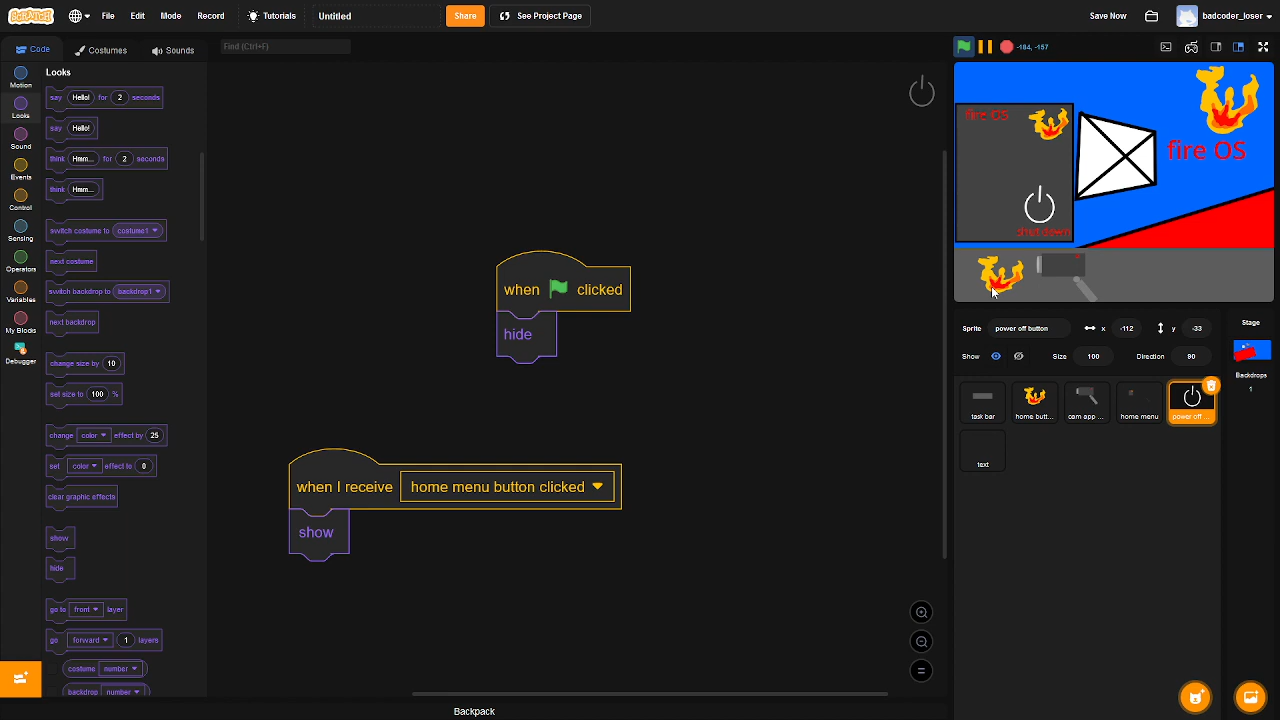 SCRATCH
File
Edit
Mode
Record
Tutorials
Untitled
Share
See Project Page
Save Now
badcoder_loser
Code
Costumes
Sounds
Find (Ctrl+F)
-184, -157
Motion
Looks
Sound
Events
Control
Sensing
Operators
Variables
My Blocks
Debugger
Looks
say Hello! for 2 seconds
say Hello!
think Hmm... for 2 seconds
think Hmm...
switch costume to costume1
next costume
switch backdrop to backdrop1
next backdrop
change size by 10
set size to 100 %
change color effect by 25
set color effect to 0
clear graphic effects
show
hide
go to front layer
go forward 1 layers
costume number
backdrop number
when clicked
hide
when I receive home menu button clicked
show
Backpack
fire OS
shut down
fire OS
Sprite power off button x -112 y -33
Show Size 100 Direction 90
task bar
home butt...
cam app ...
home menu
power off ...
text
Stage
Backdrops
1